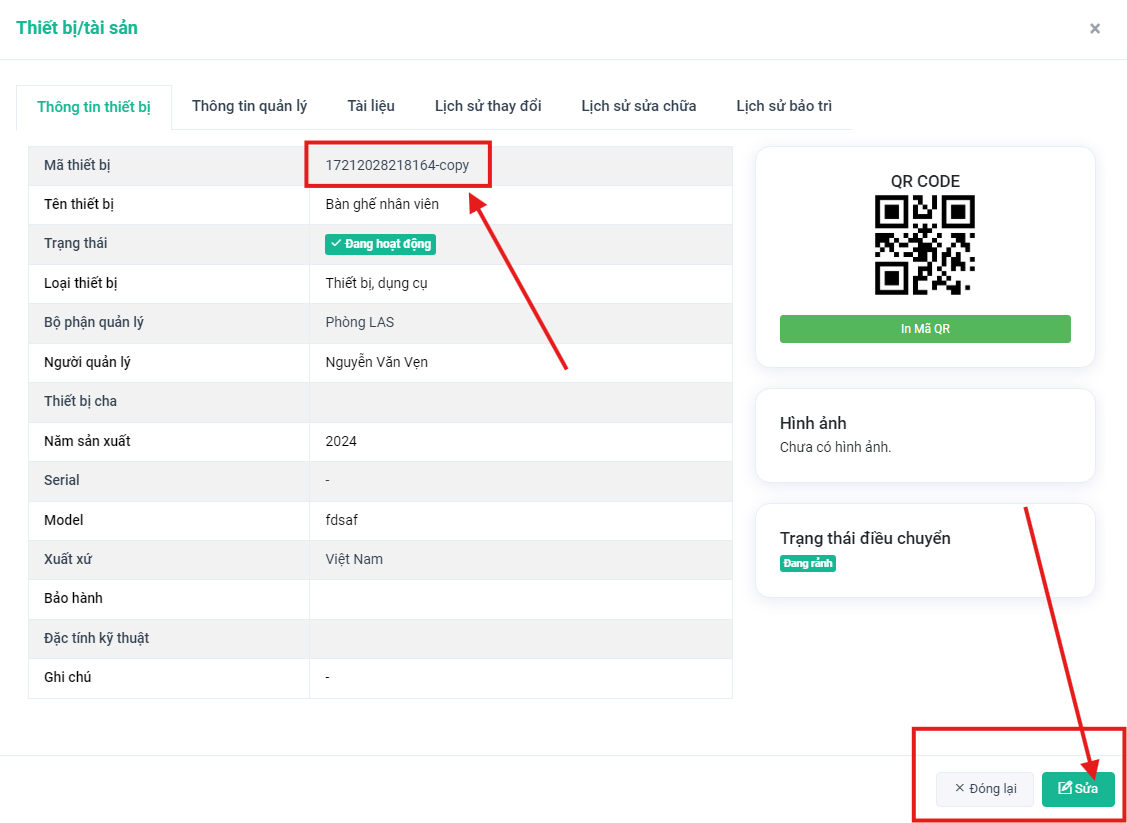 Thiết bị/tài sản
×
Thông tin thiết bị Thông tin quản lý Tài liệu Lịch sử thay đổi Lịch sử sửa chữa Lịch sử bảo trì
Mã thiết bị 17212028218164-copy
Tên thiết bị Bàn ghế nhân viên
Trạng thái Đang hoạt động
Loại thiết bị Thiết bị, dụng cụ
Bộ phận quản lý Phòng LAS
Người quản lý Nguyễn Văn Vẹn
Thiết bị cha
Năm sản xuất 2024
Serial -
Model fdsaf
Xuất xứ Việt Nam
Bảo hành
Đặc tính kỹ thuật
Ghi chú -
QR CODE
In Mã QR
Hình ảnh
Chưa có hình ảnh.
Trạng thái điều chuyển
Đang rảnh
× Đóng lại Sửa